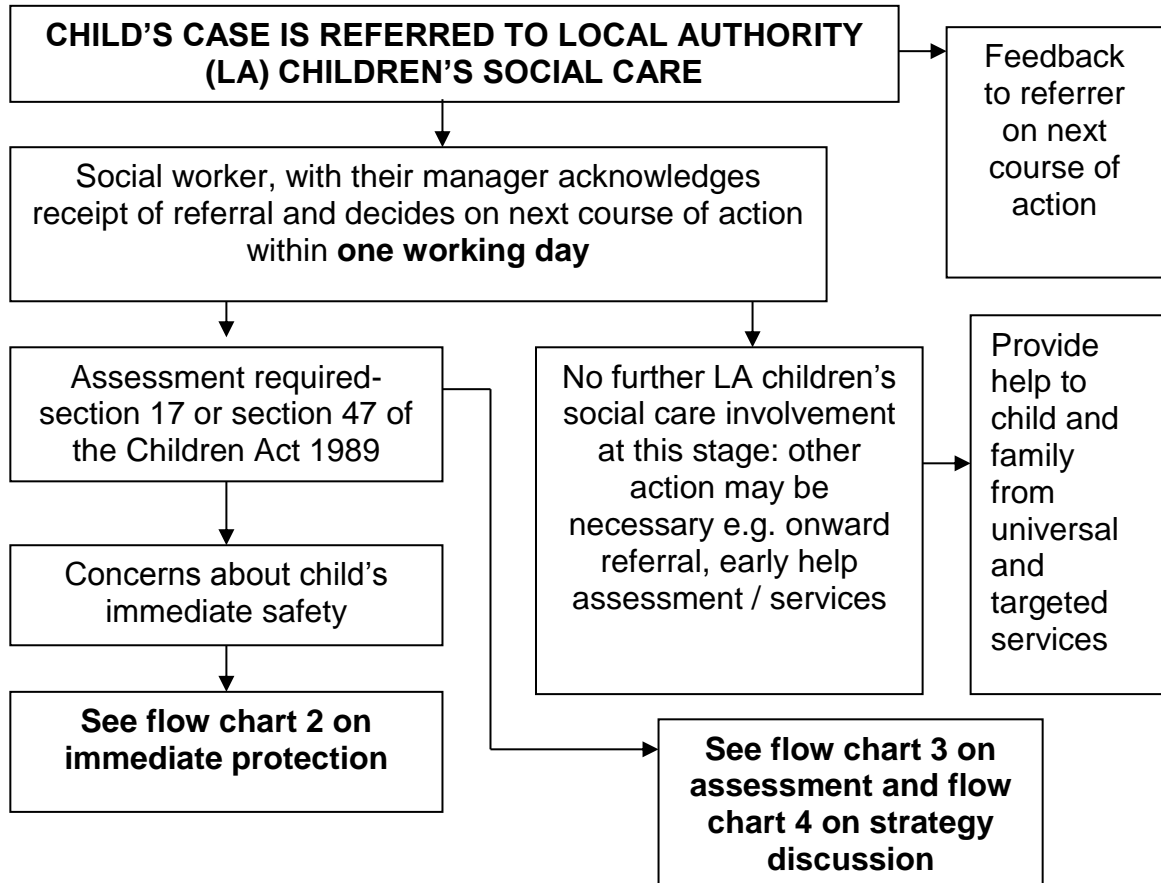 CHILD’S CASE IS REFERRED TO LOCAL AUTHORITY
(LA) CHILDREN’S SOCIAL CARE
Feedback
to referrer
on next
course of
action
Social worker, with their manager acknowledges
receipt of referral and decides on next course of action
within one working day
Assessment required-
section 17 or section 47 of
the Children Act 1989
No further LA children’s
social care involvement
at this stage: other
action may be
necessary e.g. onward
referral, early help
assessment / services
Provide
help to
child and
family
from
universal
and
targeted
services
Concerns about child’s
immediate safety
See flow chart 2 on
immediate protection
See flow chart 3 on
assessment and flow
chart 4 on strategy
discussion